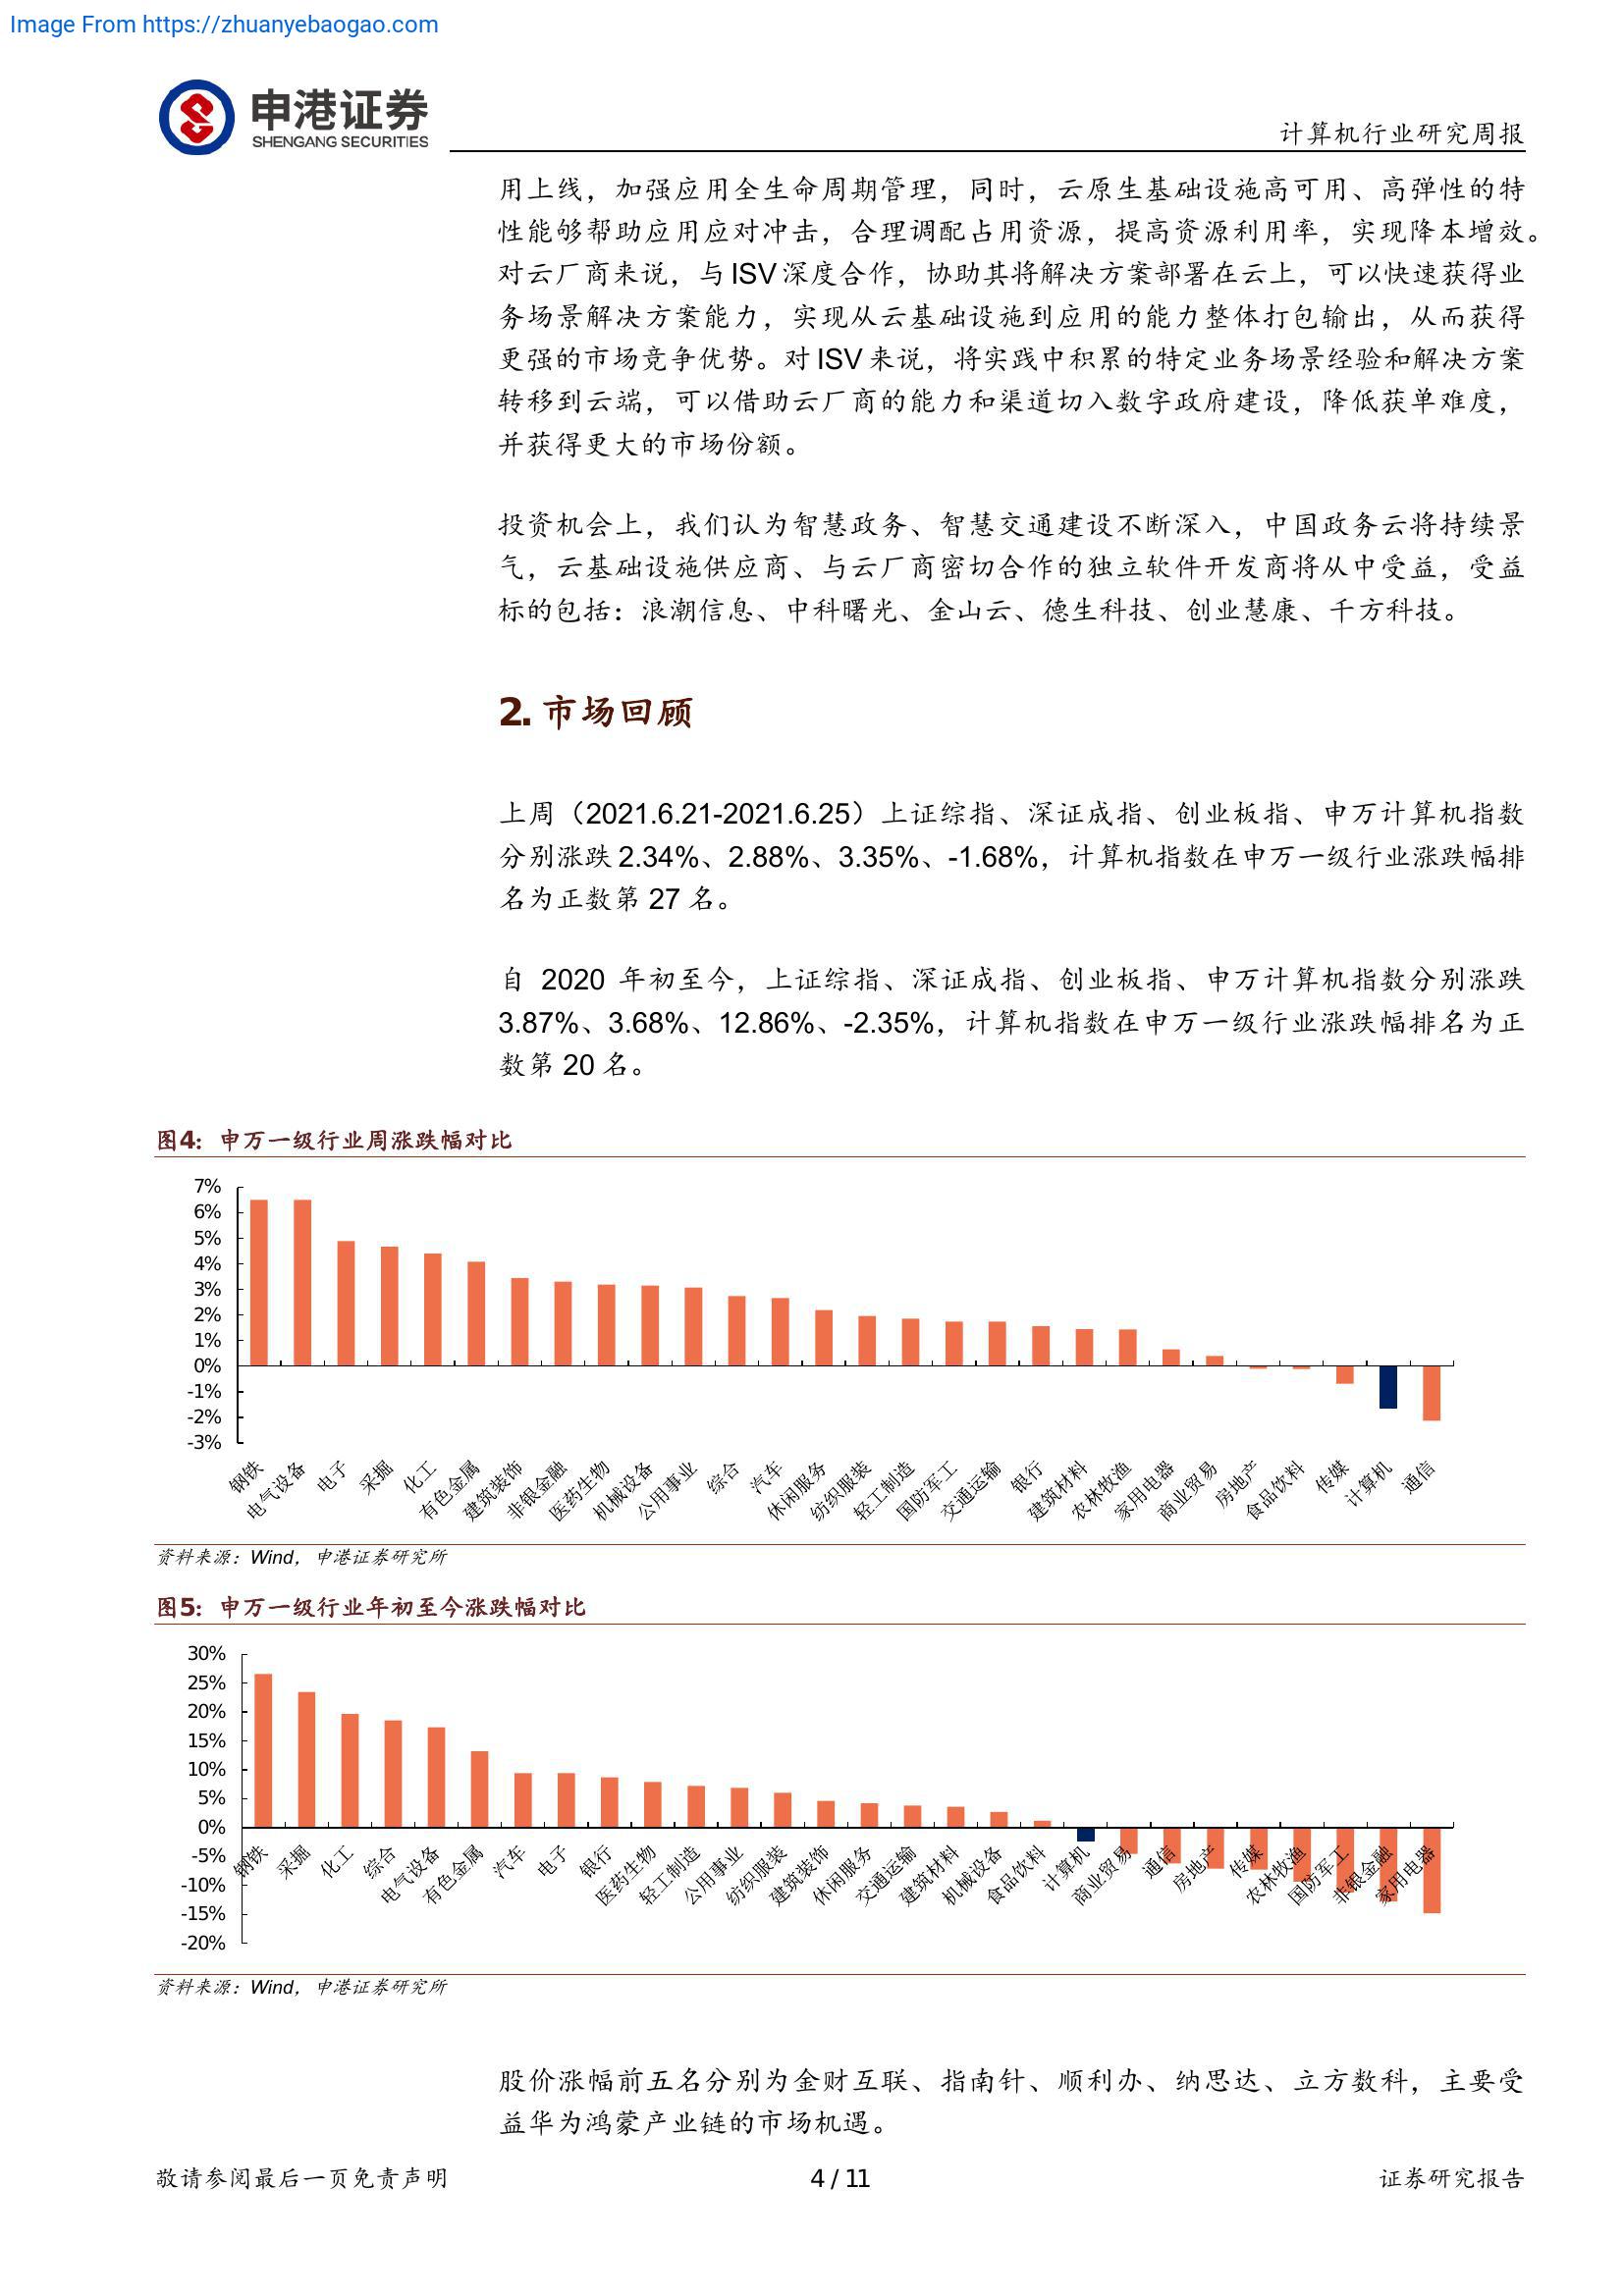 Image From https://zhuanyebaogao.com
申港证券
SHENGANG SECURITIES
计算机行业研究周报
用上线，加强应用全生命周期管理，同时，云原生基础设施高可用、高弹性的特
性能够帮助应用应对冲击，合理调配占用资源，提高资源利用率，实现降本增效。
对云厂商来说，与 ISV 深度合作，协助其将解决方案部署在云上，可以快速获得业
务场景解决方案能力，实现从云基础设施到应用的能力整体打包输出，从而获得
更强的市场竞争优势。对 ISV 来说，将实践中积累的特定业务场景经验和解决方案
转移到云端，可以借助云厂商的能力和渠道切入数字政府建设，降低获单难度，
并获得更大的市场份额。
投资机会上，我们认为智慧政务、智慧交通建设不断深入，中国政务云将持续景
气，云基础设施供应商、与云厂商密切合作的独立软件开发商将从中受益，受益
标的包括：浪潮信息、中科曙光、金山云、德生科技、创业慧康、千方科技。
2. 市场回顾
上周（2021.6.21-2021.6.25）上证综指、深证成指、创业板指、申万计算机指数
分别涨跌 2.34%、2.88%、3.35%、-1.68%，计算机指数在申万一级行业涨跌幅排
名为正数第 27 名。
自 2020 年初至今，上证综指、深证成指、创业板指、申万计算机指数分别涨跌
3.87%、3.68%、12.86%、-2.35%，计算机指数在申万一级行业涨跌幅排名为正
数第 20 名。
图4：申万一级行业周涨跌幅对比
7%
6%
5%
4%
3%
2%
1%
0%
-1%
-2%
-3%
钢铁 电气设备 电子 采掘 化工 有色金属 建筑装饰 非银金融 医药生物 机械设备 公用事业 综合 汽车 休闲服务 纺织服装 轻工制造 国防军工 交通运输 银行 建筑材料 农林牧渔 家用电器 商业贸易 房地产 食品饮料 传媒 计算机 通信
资料来源：Wind，申港证券研究所
图5：申万一级行业年初至今涨跌幅对比
30%
25%
20%
15%
10%
5%
0%
-5%
-10%
-15%
-20%
钢铁 采掘 化工 综合 电气设备 有色金属 汽车 电子 银行 医药生物 轻工制造 公用事业 纺织服装 建筑装饰 休闲服务 交通运输 建筑材料 机械设备 食品饮料 计算机 商业贸易 通信 房地产 传媒 农林牧渔 国防军工 非银金融 家用电器
资料来源：Wind，申港证券研究所
股价涨幅前五名分别为金财互联、指南针、顺利办、纳思达、立方数科，主要受
益华为鸿蒙产业链的市场机遇。
敬请参阅最后一页免责声明
4 / 11
证券研究报告